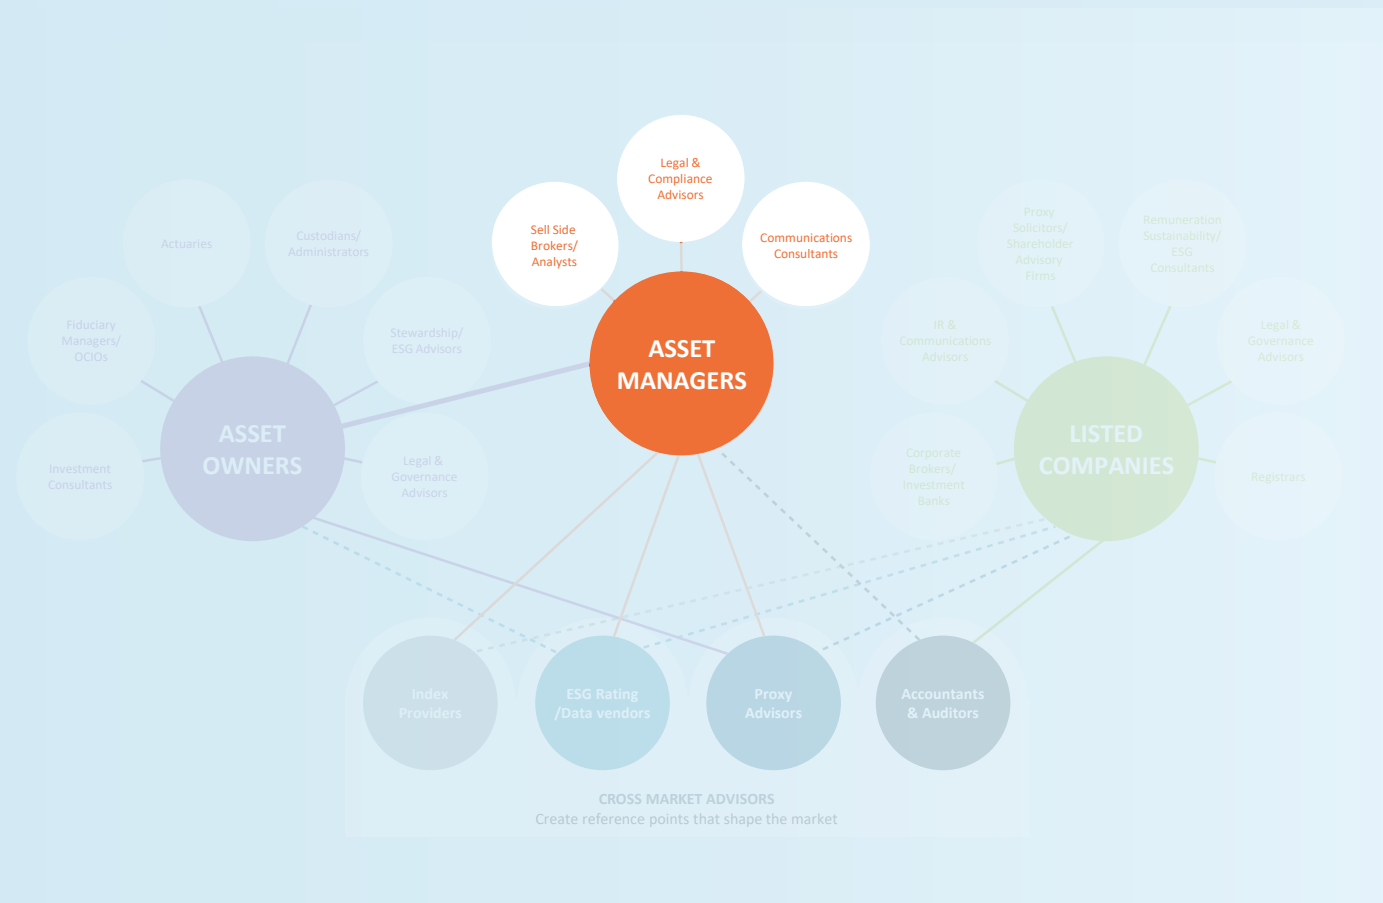 Legal &
Compliance
Advisors
Sell Side
Brokers/
Analysts
Communications
Consultants
ASSET
MANAGERS
Actuaries
Custodians/
Administrators
Fiduciary
Managers/
OCIOs
Stewardship/
ESG Advisors
Investment
Consultants
Legal &
Governance
Advisors
ASSET
OWNERS
Proxy
Solicitors/
Shareholder
Advisory
Firms
Remuneration
Sustainability/
ESG
Consultants
IR &
Communications
Advisors
Legal &
Governance
Advisors
Corporate
Brokers/
Investment
Banks
Registrars
LISTED
COMPANIES
Index
Providers
ESG Rating
/Data vendors
Proxy
Advisors
Accountants
& Auditors
CROSS MARKET ADVISORS
Create reference points that shape the market